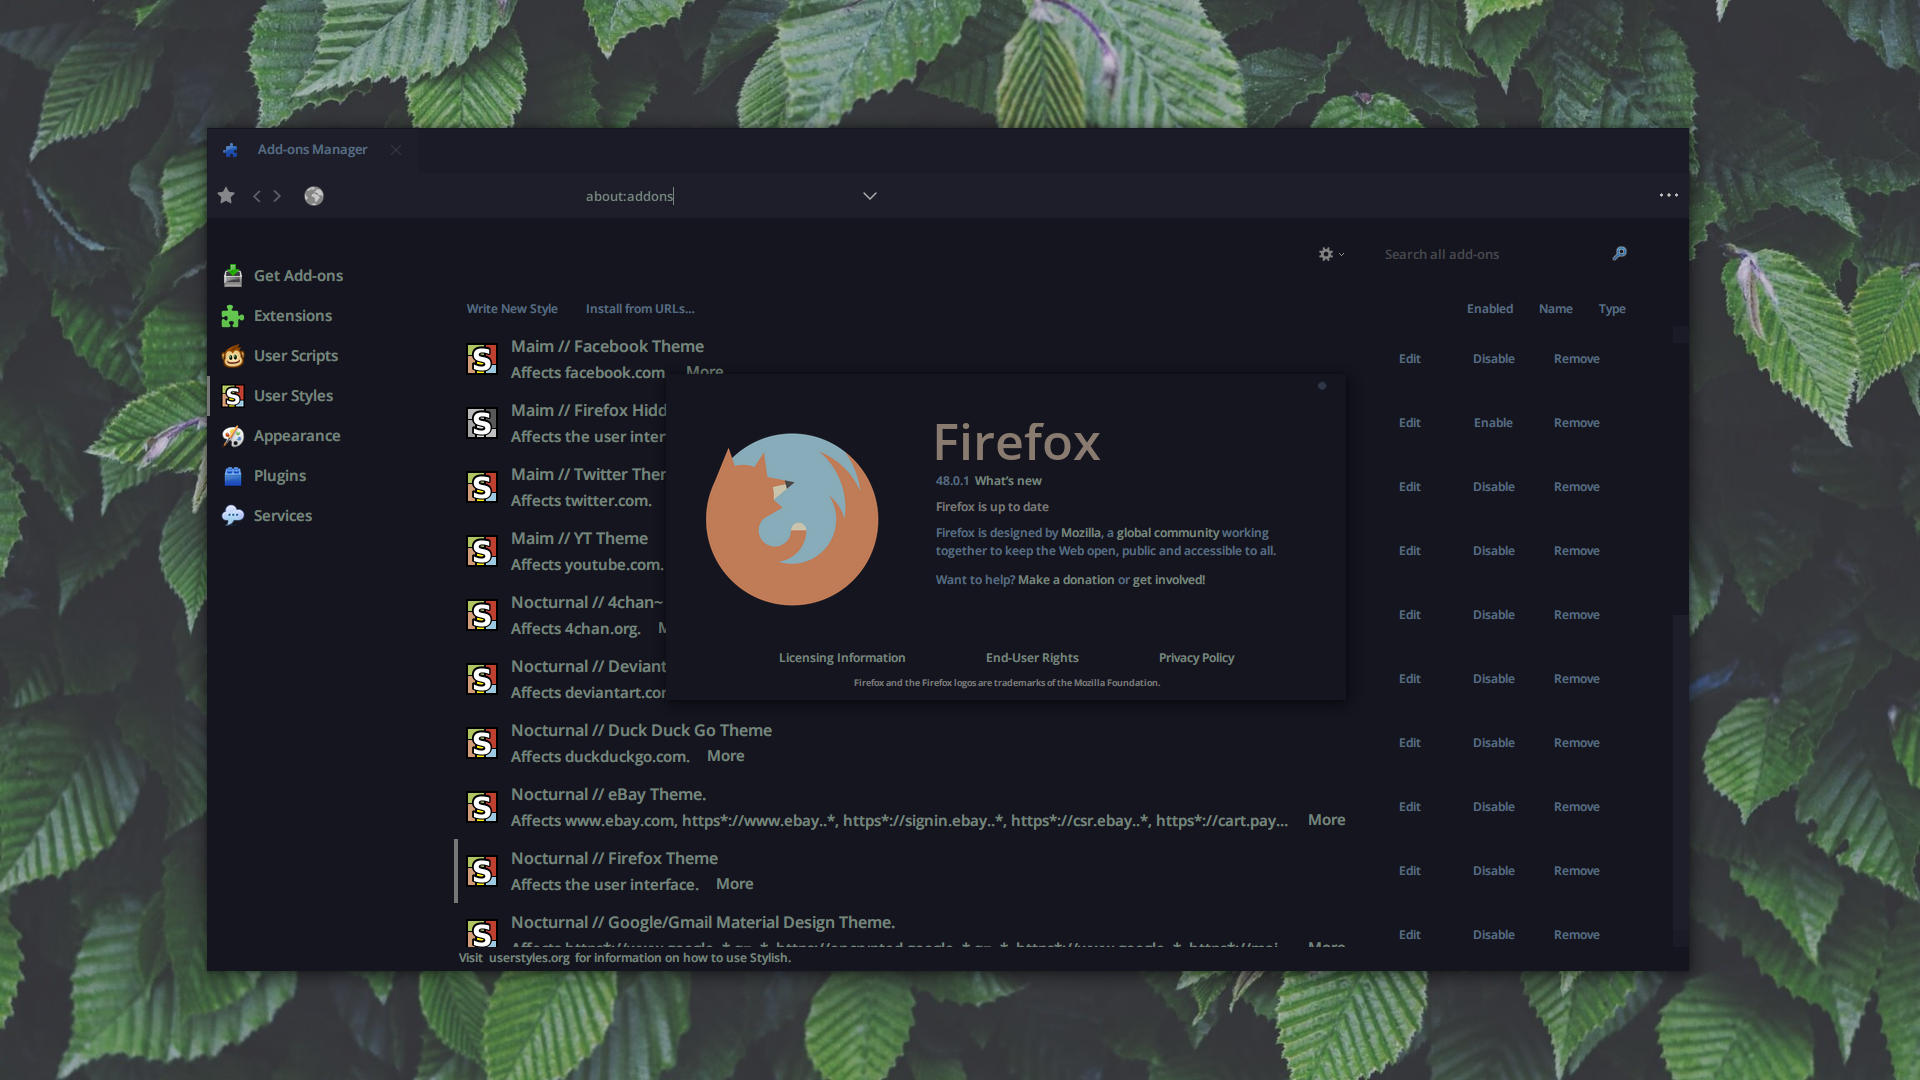 Add-ons Manager
about:addons
Search all add-ons
Get Add-ons
Extensions
User Scripts
User Styles
Appearance
Plugins
Services
Write New Style Install from URLs... Enabled Name Type
Maim // Facebook Theme
Affects facebook.com More
Edit Disable Remove
Maim // Firefox Hidd
Affects the user inter
Edit Enable Remove
Maim // Twitter
Affects twitter.com.
Edit Disable Remove
Maim // YT Theme
Affects youtube.com.
Edit Disable Remove
Nocturnal // 4chan~
Affects 4chan.org.
Edit Disable Remove
Nocturnal // Deviant
Affects deviantart.co
Edit Disable Remove
Nocturnal // Duck Duck Go Theme
Affects duckduckgo.com. More
Edit Disable Remove
Nocturnal // eBay Theme.
Affects www.ebay.com, https*://www.ebay..*, https*://signin.ebay..*, https*://csr.ebay..*, https*://cart.pay... More
Edit Disable Remove
Nocturnal // Firefox Theme
Affects the user interface. More
Edit Disable Remove
Nocturnal // Google/Gmail Material Design Theme.
Edit Disable Remove
Visit userstyles.org for information on how to use Stylish.
Firefox
48.0.1 What's new
Firefox is up to date
Firefox is designed by Mozilla, a global community working
together to keep the Web open, public and accessible to all.
Want to help? Make a donation or get involved!
Licensing Information End-User Rights Privacy Policy
Firefox and the Firefox logos are trademarks of the Mozilla Foundation.